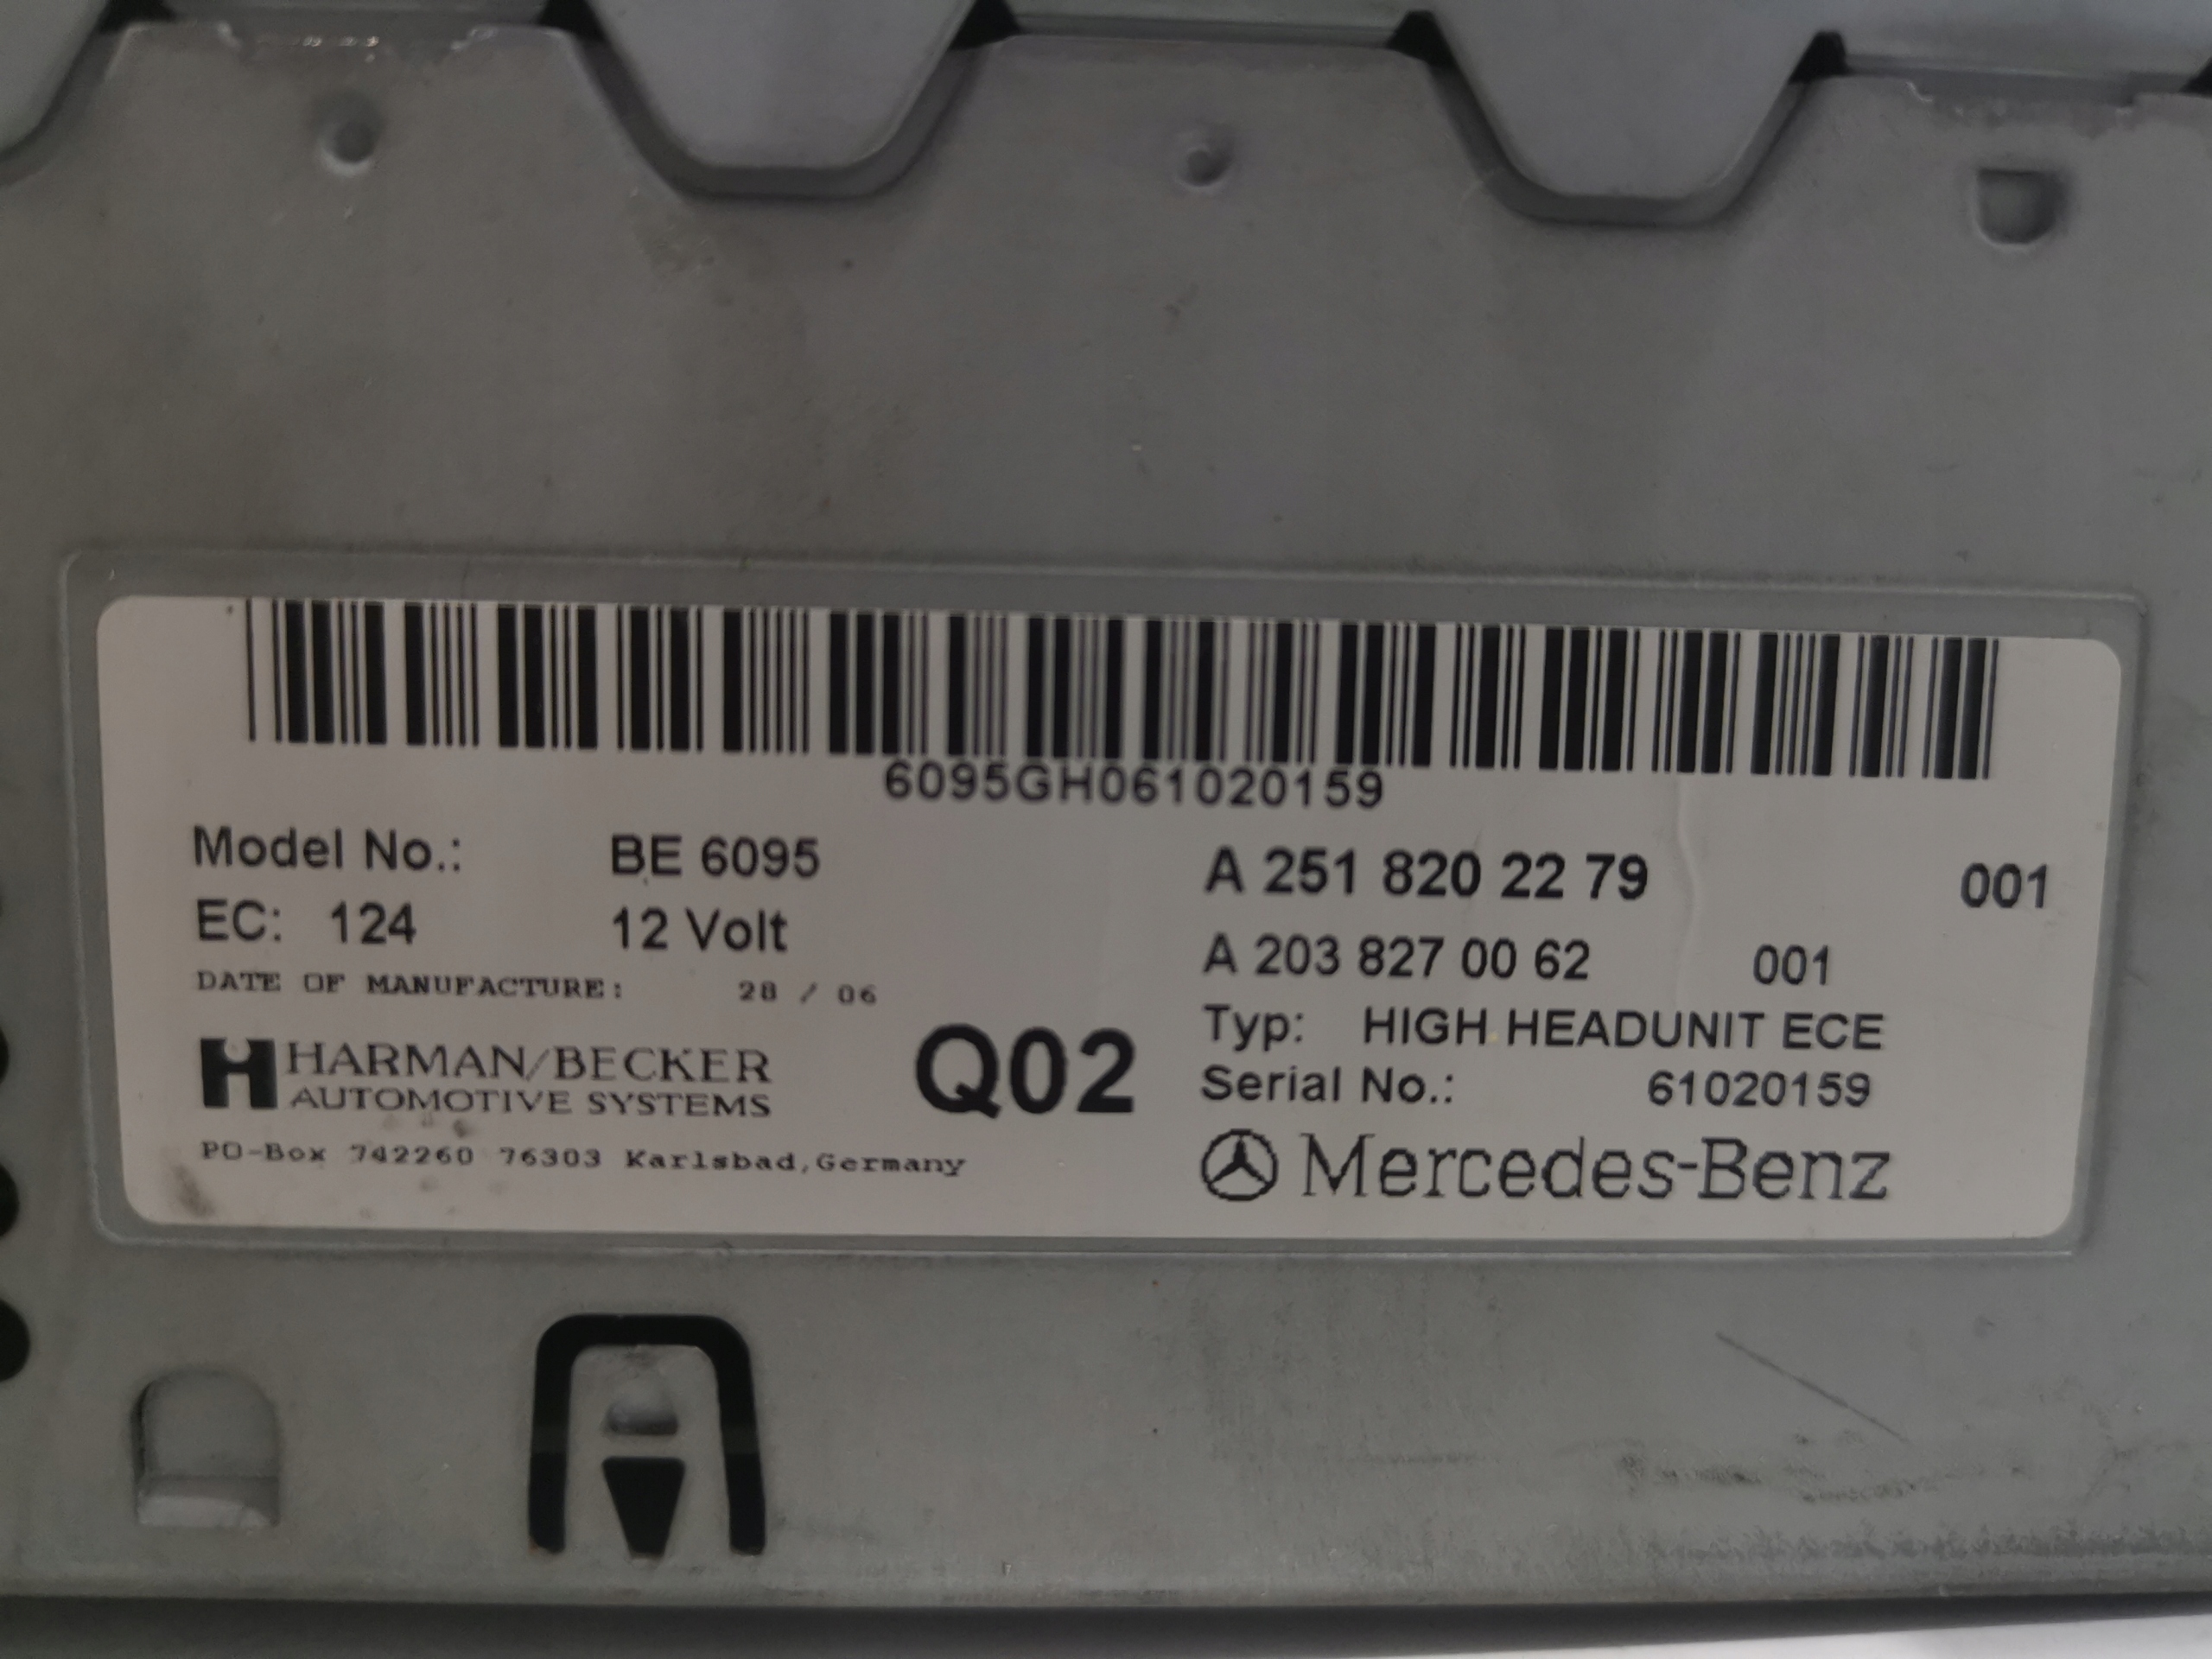 6095GH061020159
Model No.: BE 6095
EC: 124 12 Volt
DATE OF MANUFACTURE: 28 / 06
HARMAN/BECKER
AUTOMOTIVE SYSTEMS
PO-Box 742260 76303 Karlsbad,Germany
Q02
A 251 820 22 79 001
A 203 827 00 62 001
Typ: HIGH HEADUNIT ECE
Serial No.: 61020159
Mercedes-Benz